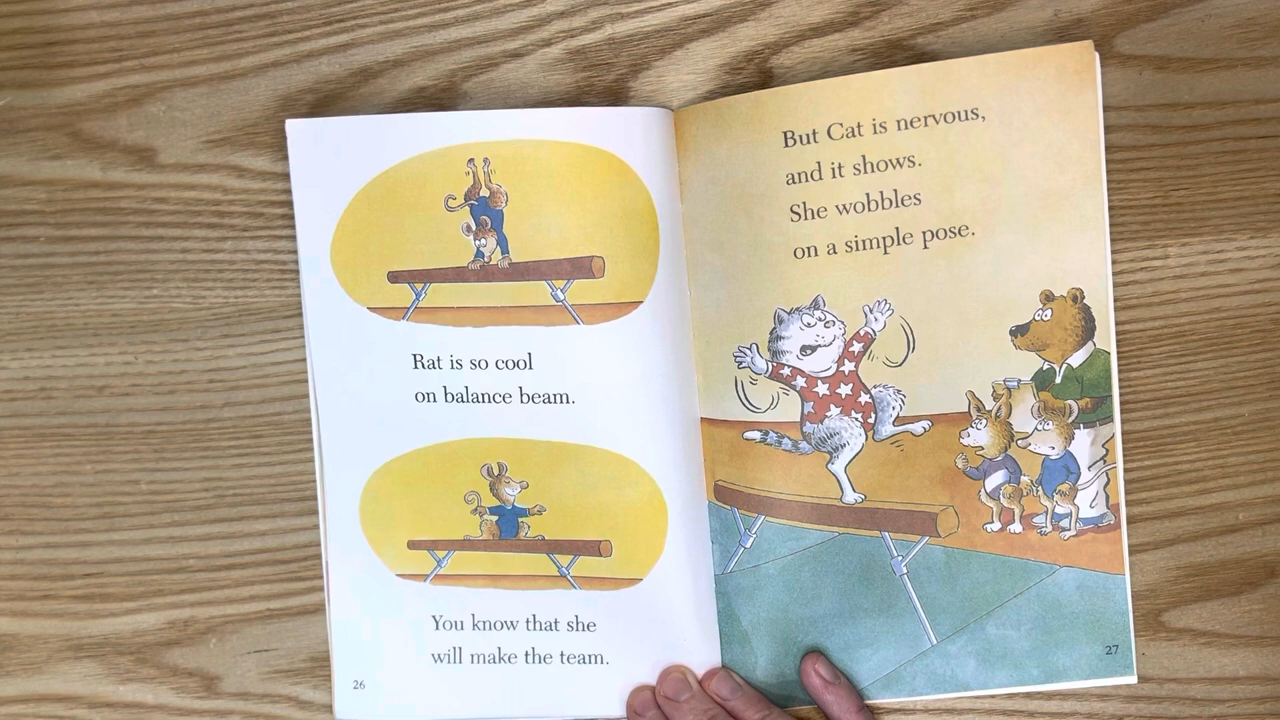 Rat is so cool
on balance beam.
You know that she
will make the team.
26
But Cat is nervous,
and it shows.
She wobbles
on a simple pose.
27